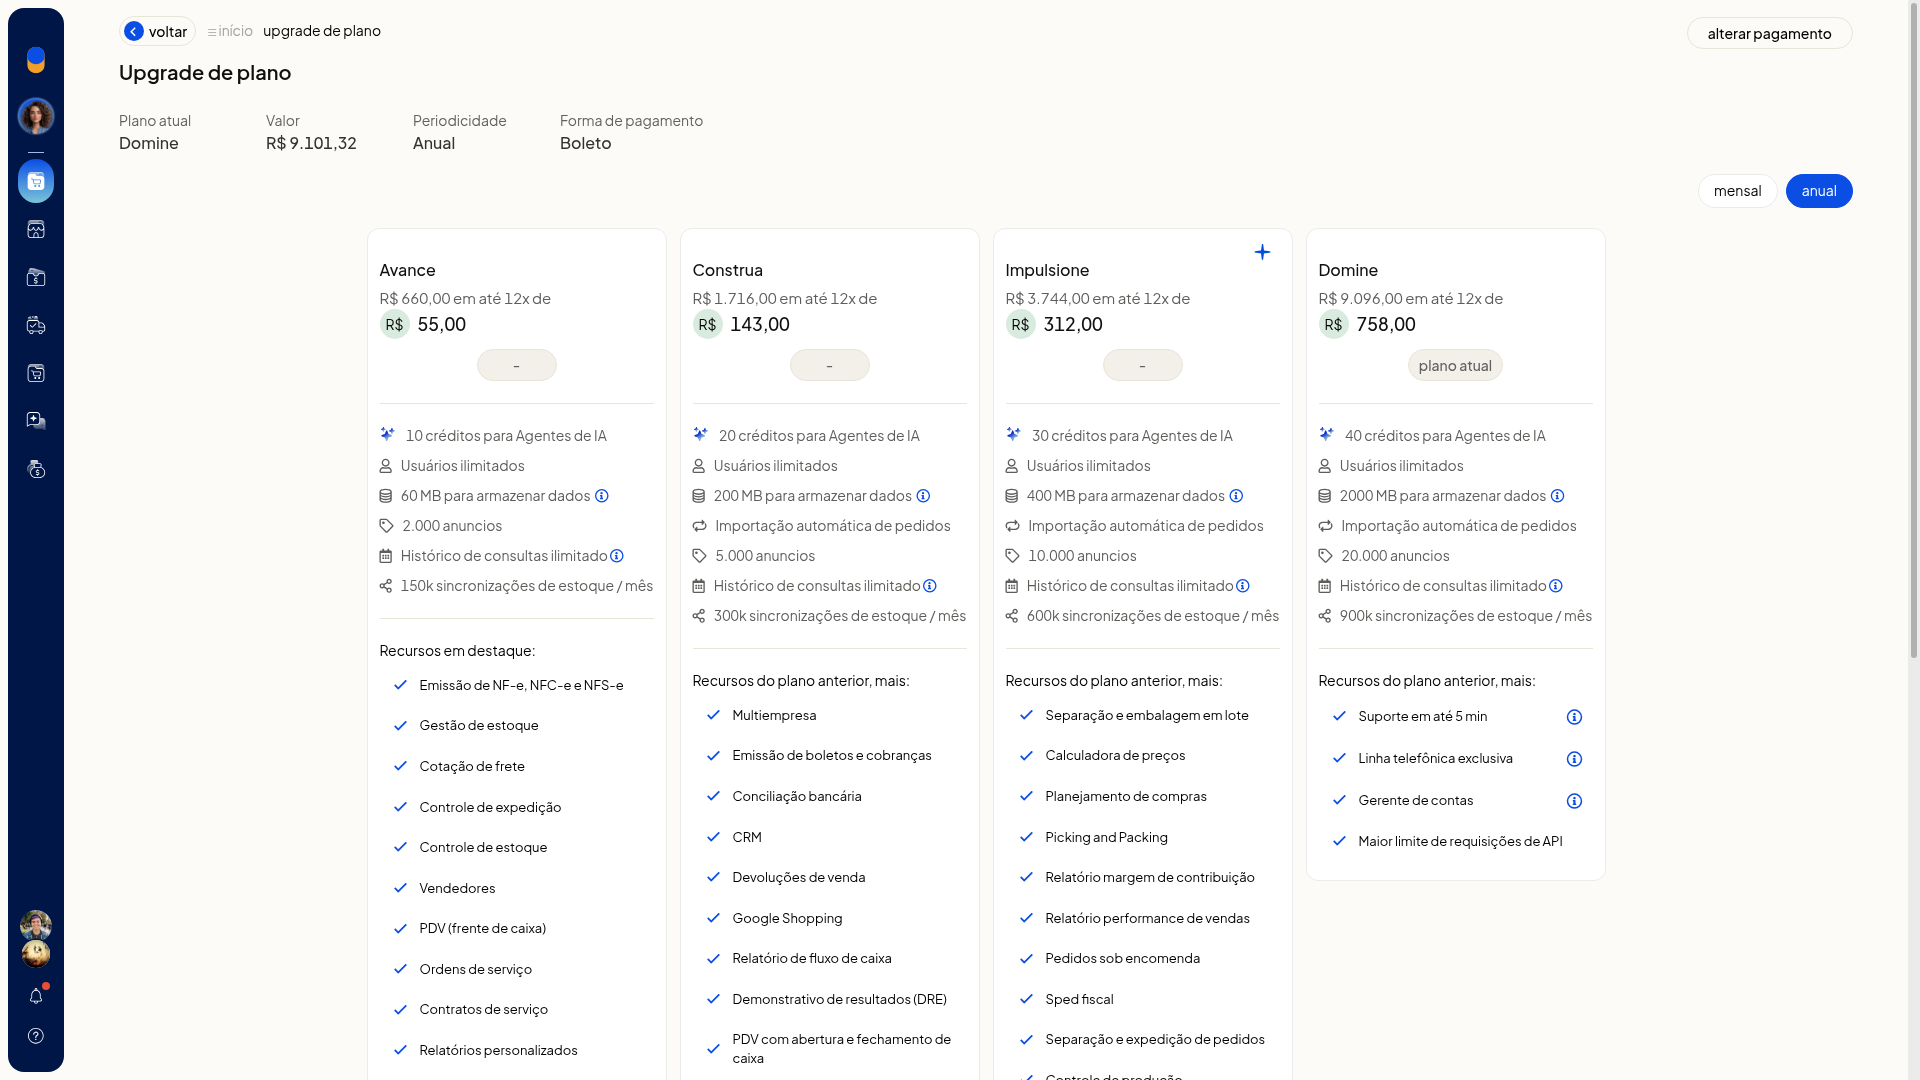 voltar
início
upgrade de plano
alterar pagamento
Upgrade de plano
Plano atual
Domine
Valor
R$ 9.101,32
Periodicidade
Anual
Forma de pagamento
Boleto
mensal
anual
Avance
R$ 660,00 em até 12x de
R$ 55,00
-
10 créditos para Agentes de IA
Usuários ilimitados
60 MB para armazenar dados
2.000 anuncios
Histórico de consultas ilimitado
150k sincronizações de estoque / mês
Recursos em destaque:
Emissão de NF-e, NFC-e e NFS-e
Gestão de estoque
Cotação de frete
Controle de expedição
Controle de estoque
Vendedores
PDV (frente de caixa)
Ordens de serviço
Contratos de serviço
Relatórios personalizados
Construa
R$ 1.716,00 em até 12x de
R$ 143,00
-
20 créditos para Agentes de IA
Usuários ilimitados
200 MB para armazenar dados
Importação automática de pedidos
5.000 anuncios
Histórico de consultas ilimitado
300k sincronizações de estoque / mês
Recursos do plano anterior, mais:
Multiempresa
Emissão de boletos e cobranças
Conciliação bancária
CRM
Devoluções de venda
Google Shopping
Relatório de fluxo de caixa
Demonstrativo de resultados (DRE)
PDV com abertura e fechamento de
caixa
Impulsione
R$ 3.744,00 em até 12x de
R$ 312,00
-
30 créditos para Agentes de IA
Usuários ilimitados
400 MB para armazenar dados
Importação automática de pedidos
10.000 anuncios
Histórico de consultas ilimitado
600k sincronizações de estoque / mês
Recursos do plano anterior, mais:
Separação e embalagem em lote
Calculadora de preços
Planejamento de compras
Picking and Packing
Relatório margem de contribuição
Relatório performance de vendas
Pedidos sob encomenda
Sped fiscal
Separação e expedição de pedidos
Controle de produção
Domine
R$ 9.096,00 em até 12x de
R$ 758,00
plano atual
40 créditos para Agentes de IA
Usuários ilimitados
2000 MB para armazenar dados
Importação automática de pedidos
20.000 anuncios
Histórico de consultas ilimitado
900k sincronizações de estoque / mês
Recursos do plano anterior, mais:
Suporte em até 5 min
Linha telefônica exclusiva
Gerente de contas
Maior limite de requisições de API